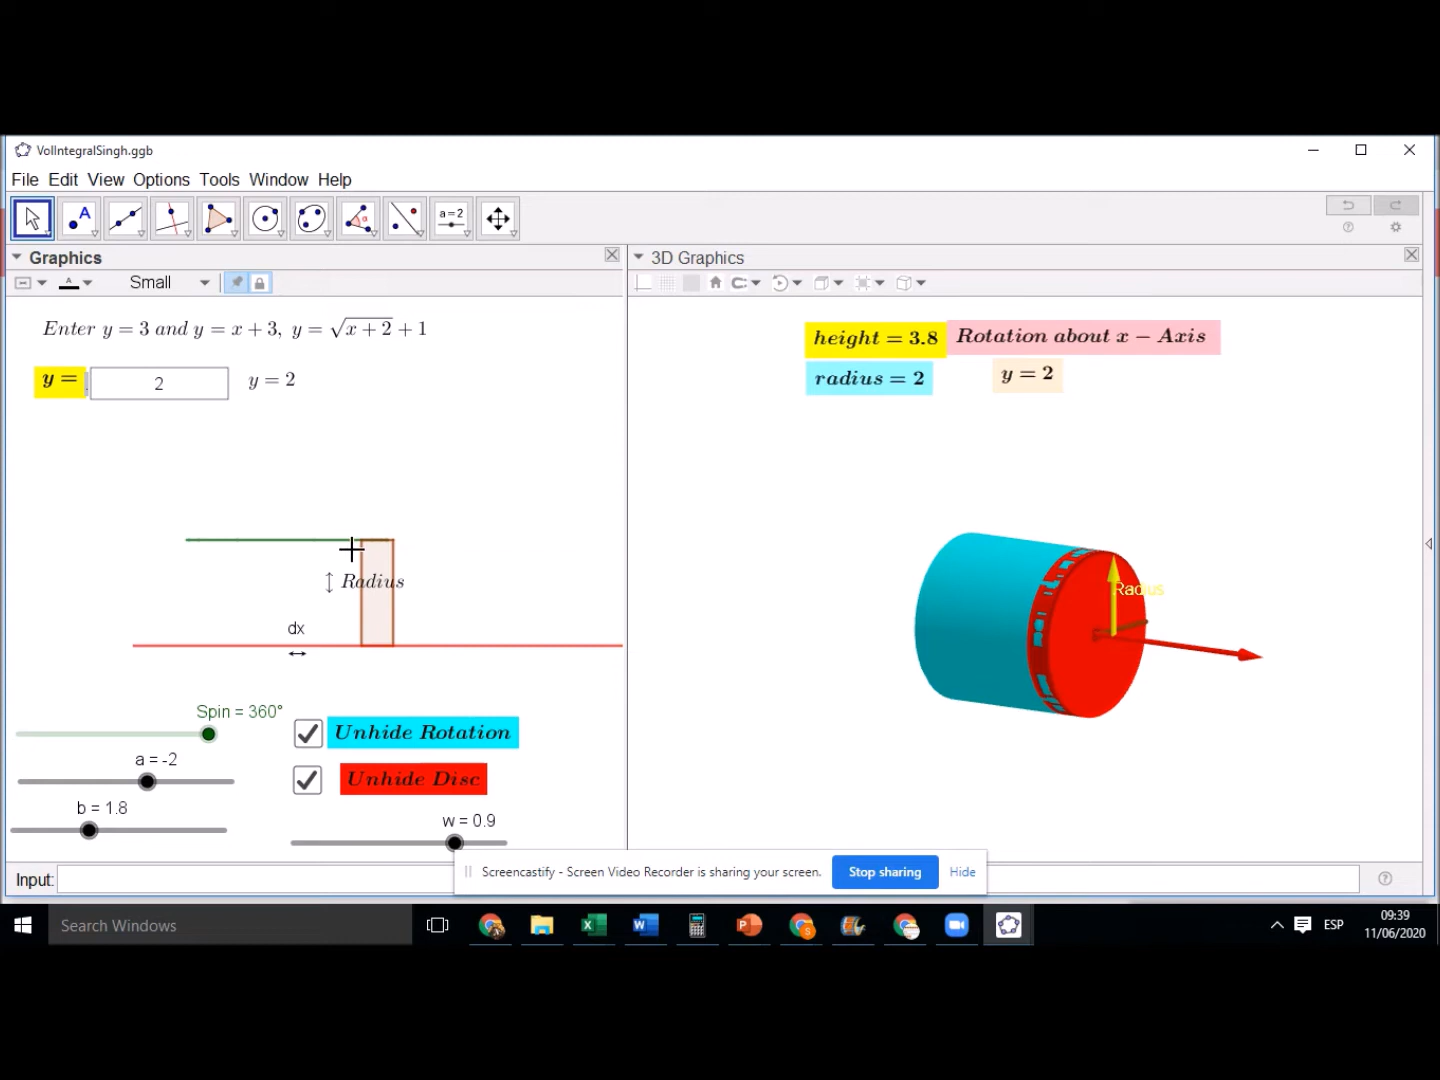 VolIntegralSingh.ggb
File Edit View Options Tools Window Help
A
α
a=2
Graphics
3D Graphics
A Small
Enter y = 3 and y = x + 3, y = √(x + 2) + 1
y = 2
y = 2
height = 3.8
Rotation about x − Axis
radius = 2
y = 2
Radius
dx
Radius
Spin = 360°
Unhide Rotation
a = -2
Unhide Disc
b = 1.8
w = 0.9
Input:
Screencastify - Screen Video Recorder is sharing your screen.
Stop sharing
Hide
Search Windows
ESP
09:39
11/06/2020